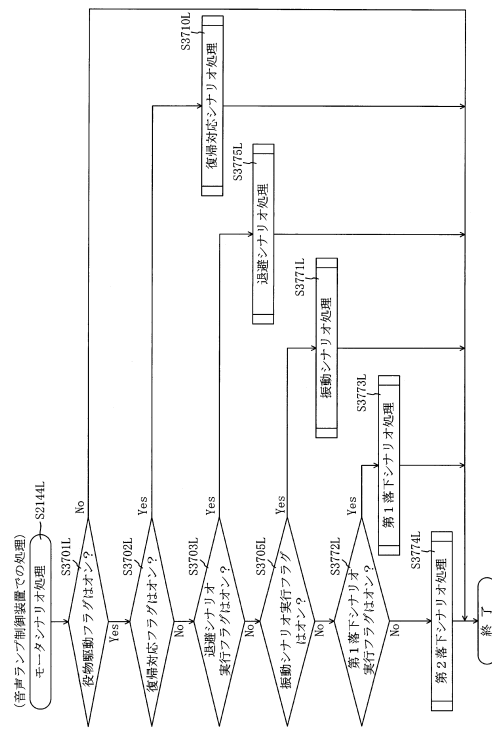 (音声ランプ制御装置での処理)
モータシナリオ処理
S2144L
S3701L
役物駆動フラグはオン?
No
Yes
S3702L
復帰対応フラグはオン?
Yes
No
S3710L
復帰対応シナリオ処理
S3703L
退避シナリオ
実行フラグはオン?
Yes
No
S3775L
退避シナリオ処理
S3705L
振動シナリオ実行フラグ
はオン?
Yes
No
S3771L
振動シナリオ処理
S3772L
第1落下シナリオ
実行フラグはオン?
Yes
No
S3773L
第1落下シナリオ処理
S3774L
第2落下シナリオ処理
終了